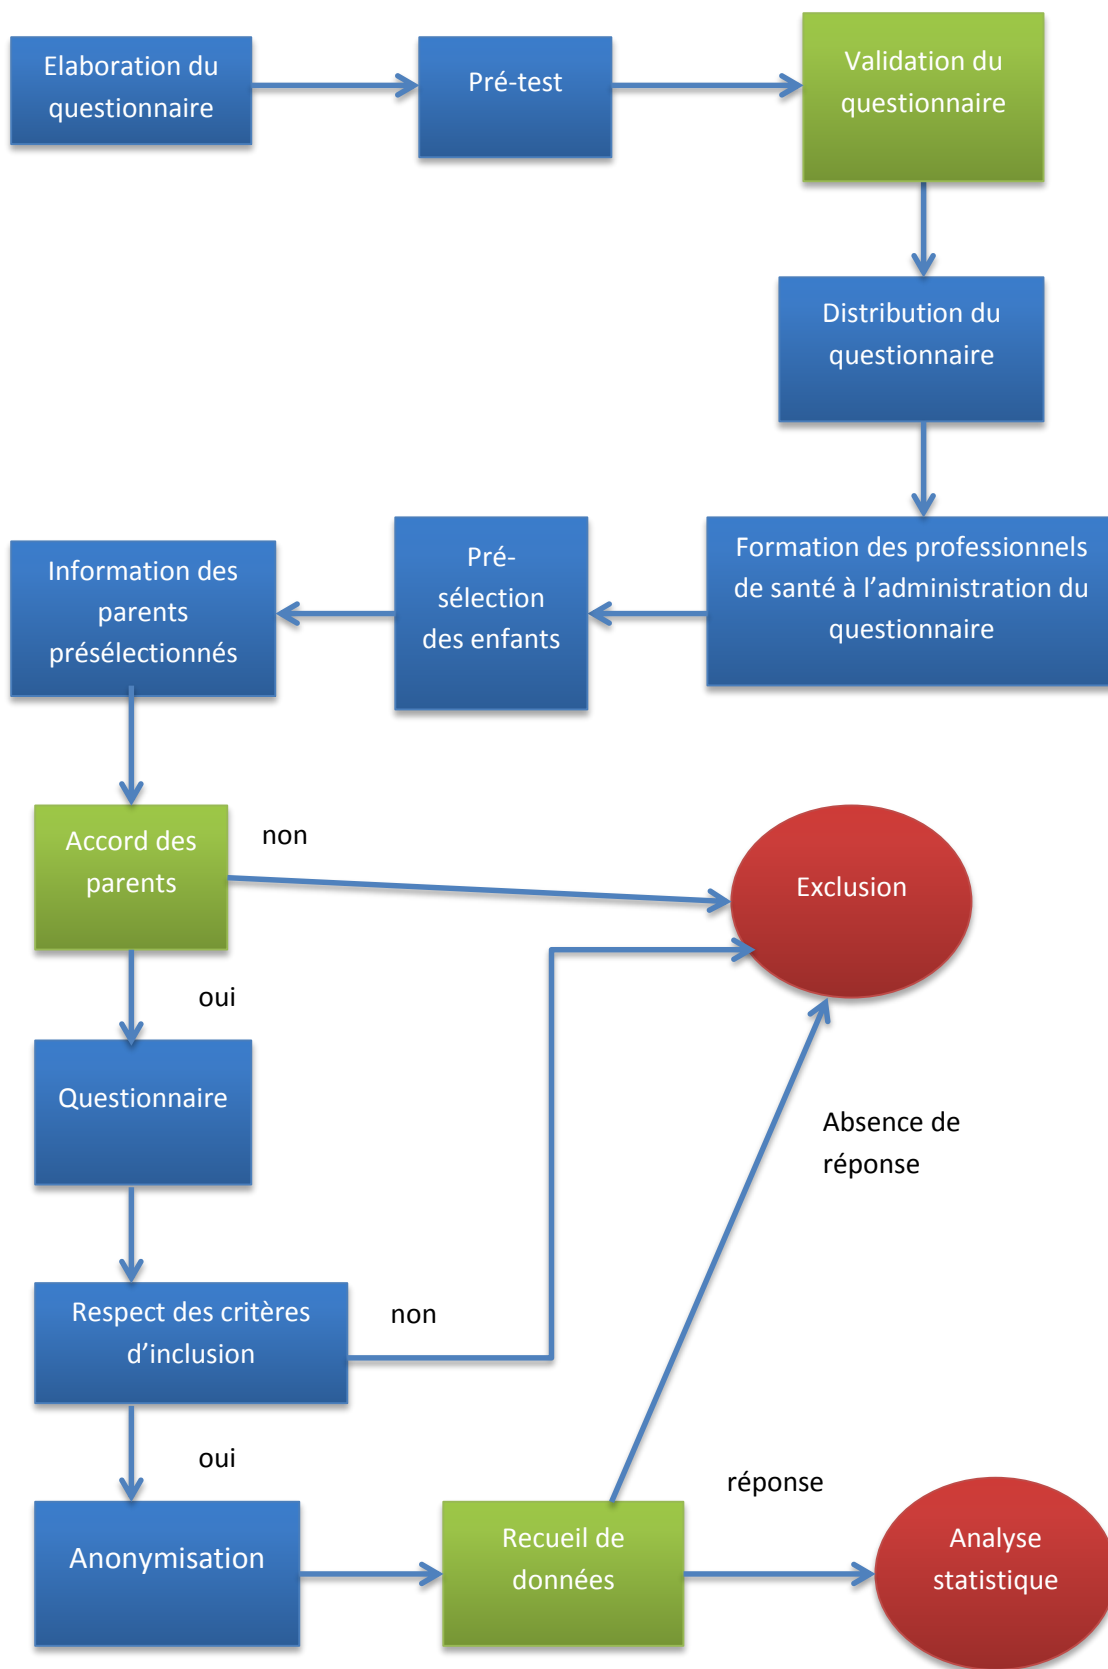 Elaboration du
questionnaire
Pré-test
Validation du
questionnaire
Distribution du
questionnaire
Formation des professionnels
de santé à l’administration du
questionnaire
Pré-
sélection
des enfants
Information des
parents
présélectionnés
Accord des
parents
non
Exclusion
oui
Questionnaire
Absence de
réponse
Respect des critères
d’inclusion
non
oui
Anonymisation
Recueil de
données
réponse
Analyse
statistique